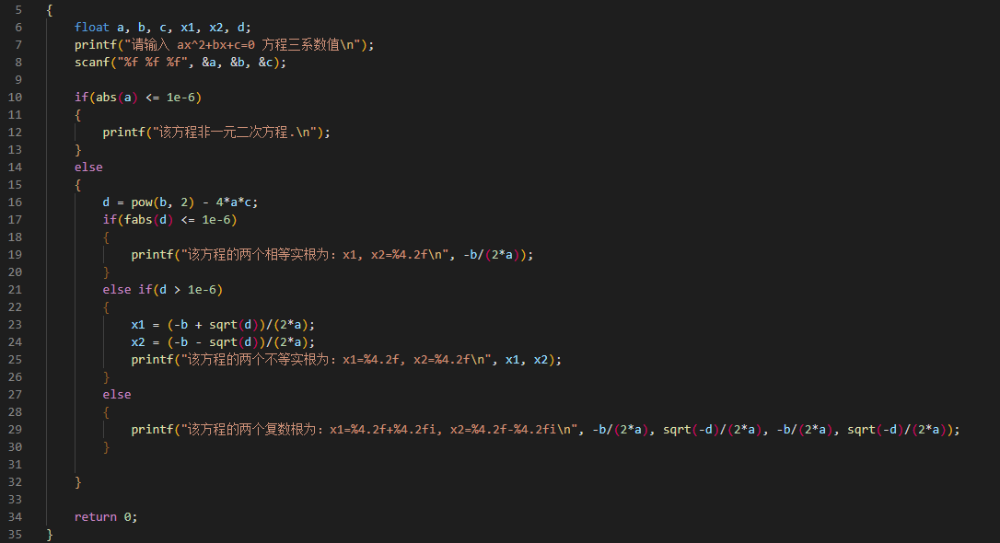 5 {
6 float a, b, c, x1, x2, d;
7 printf("请输入 ax^2+bx+c=0 方程三系数值\n");
8 scanf("%f %f %f", &a, &b, &c);
9
10 if(abs(a) <= 1e-6)
11 {
12 printf("该方程非一元二次方程.\n");
13 }
14 else
15 {
16 d = pow(b, 2) - 4*a*c;
17 if(fabs(d) <= 1e-6)
18 {
19 printf("该方程的两个相等实根为：x1, x2=%4.2f\n", -b/(2*a));
20 }
21 else if(d > 1e-6)
22 {
23 x1 = (-b + sqrt(d))/(2*a);
24 x2 = (-b - sqrt(d))/(2*a);
25 printf("该方程的两个不等实根为：x1=%4.2f, x2=%4.2f\n", x1, x2);
26 }
27 else
28 {
29 printf("该方程的两个复数根为：x1=%4.2f+%4.2fi, x2=%4.2f-%4.2fi\n", -b/(2*a), sqrt(-d)/(2*a), -b/(2*a), sqrt(-d)/(2*a));
30 }
31
32 }
33
34 return 0;
35 }